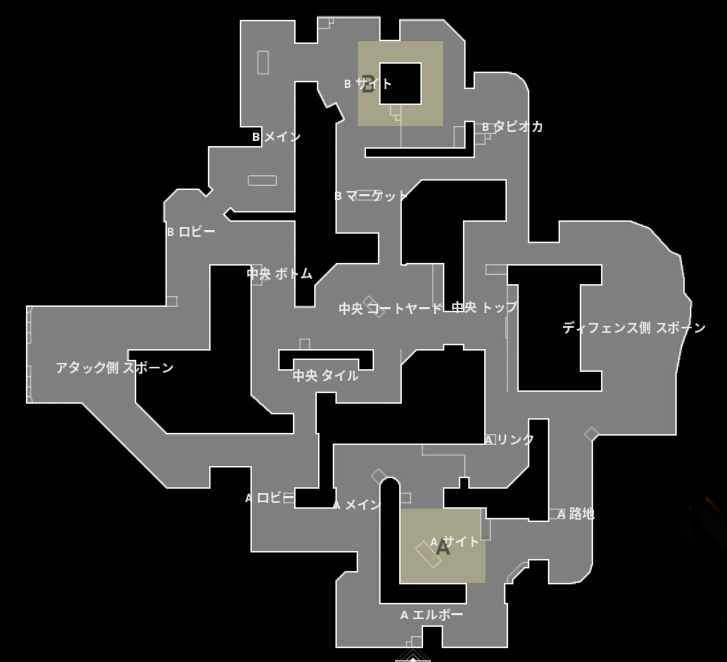 B
B サイト
B タピオカ
B メイン
B マーケット
B ロビー
中央 ボトム
中央 コートヤード
中央 トップ
ディフェンス側 スポーン
アタック側 スポーン
中央 タイル
A リンク
A ロビー
A メイン
A 路地
A サイト
A
A エルボー